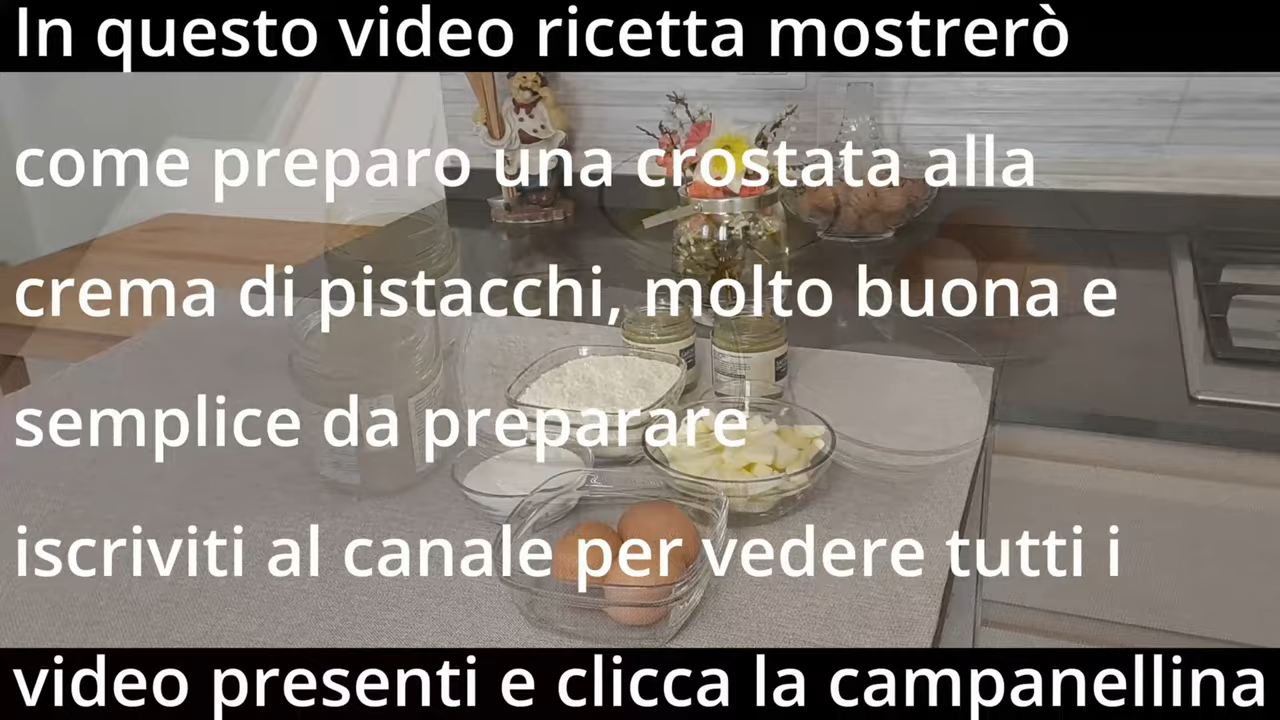 In questo video ricetta mostrerò
come preparo una crostata alla
crema di pistacchi, molto buona e
semplice da preparare
iscriviti al canale per vedere tutti i
video presenti e clicca la campanellina